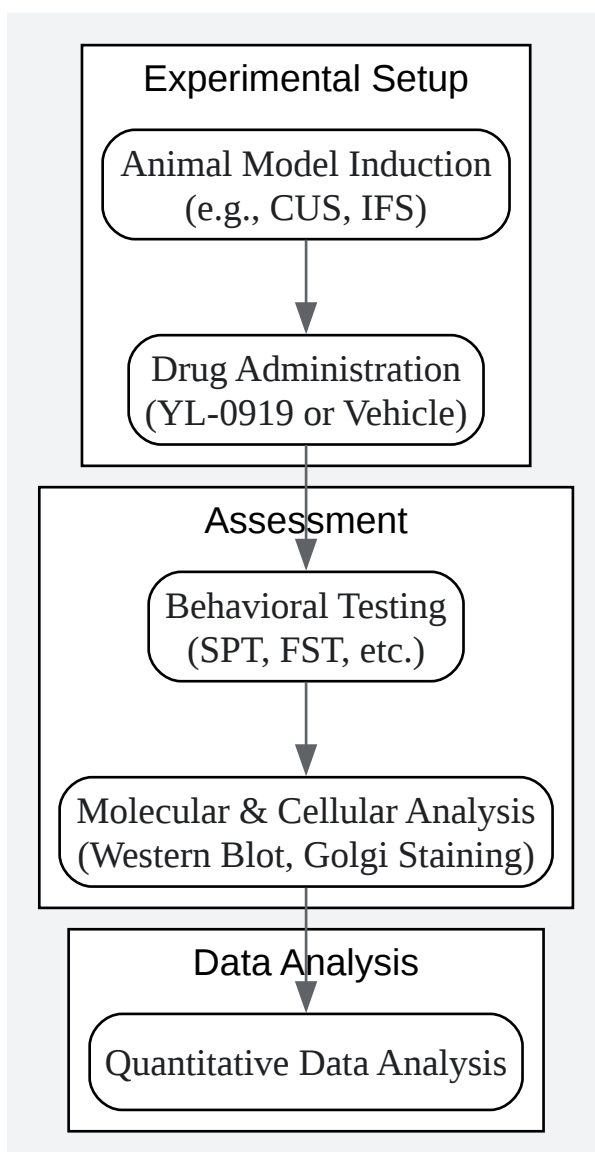 Experimental Setup
Animal Model Induction
(e.g., CUS, IFS)
Drug Administration
(YL-0919 or Vehicle)
Assessment
Behavioral Testing
(SPT, FST, etc.)
Molecular & Cellular Analysis
(Western Blot, Golgi Staining)
Data Analysis
Quantitative Data Analysis